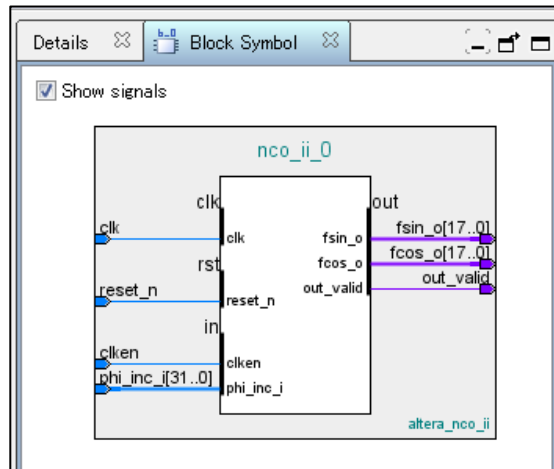 Details
Block Symbol
Show signals
nco_ii_0
clk
out
clk
clk
fsin_o
fsin_o[17..0]
fcos_o
fcos_o[17..0]
rst
out_valid
out_valid
reset_n
reset_n
in
clken
clken
phi_inc_i[31..0]
phi_inc_i
altera_nco_ii